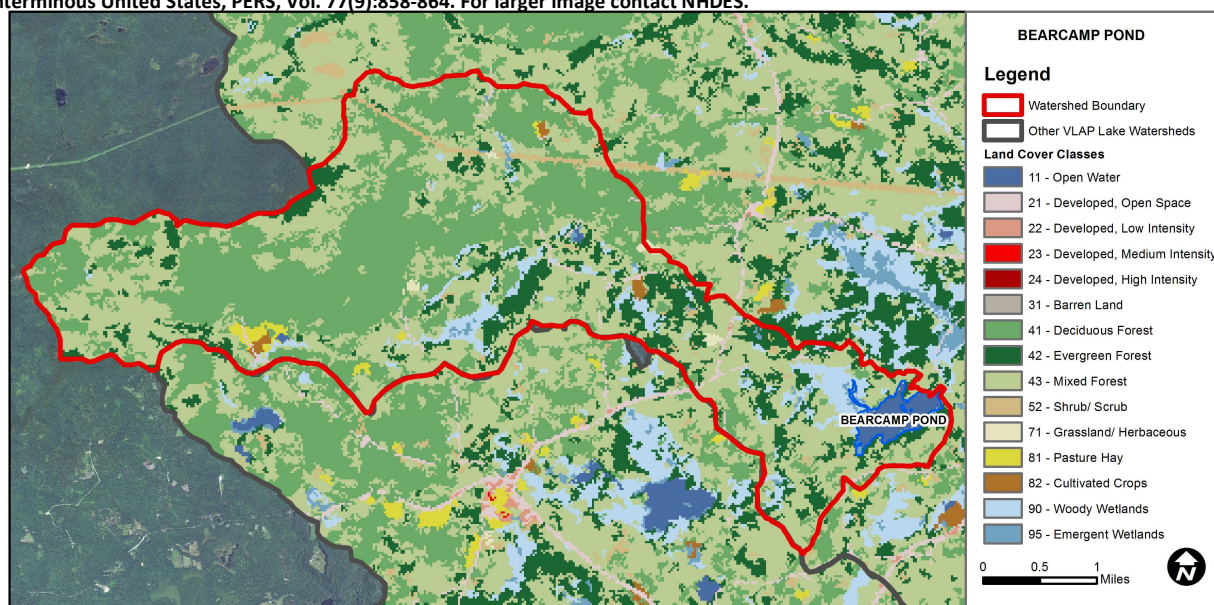 nterminous United States, PERS, Vol. 77(9):858-864. For larger image contact NHDES.
BEARCAMP POND
Legend
Watershed Boundary
Other VLAP Lake Watersheds
Land Cover Classes
11 - Open Water
21 - Developed, Open Space
22 - Developed, Low Intensity
23 - Developed, Medium Intensity
24 - Developed, High Intensity
31 - Barren Land
41 - Deciduous Forest
42 - Evergreen Forest
43 - Mixed Forest
52 - Shrub/ Scrub
71 - Grassland/ Herbaceous
81 - Pasture Hay
82 - Cultivated Crops
90 - Woody Wetlands
95 - Emergent Wetlands
0 0.5 1
Miles
N
BEARCAMP POND